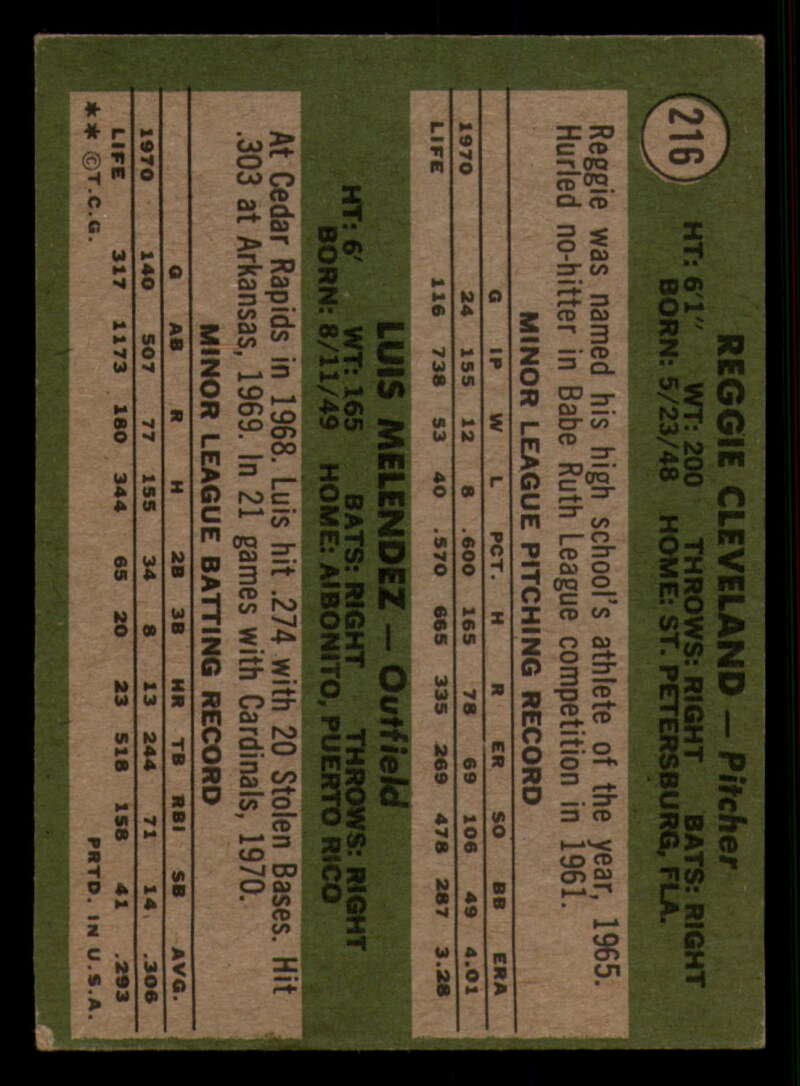 216
REGGIE CLEVELAND — Pitcher
HT: 6'1" WT: 200 THROWS: RIGHT BATS: RIGHT
BORN: 5/23/48 HOME: ST. PETERSBURG, FLA.
Reggie was named his high school's athlete of the year, 1965.
Hurled no-hitter in Babe Ruth League competition in 1961.
MINOR LEAGUE PITCHING RECORD
G IP W L PCT. H R ER SO BB ERA
1970 24 155 12 8 .600 165 78 69 106 49 4.01
LIFE 116 738 53 40 .570 665 335 269 478 287 3.28
LUIS MELENDEZ — Outfield
HT: 6' WT: 165 BATS: RIGHT THROWS: RIGHT
BORN: 8/11/49 HOME: AIBONITO, PUERTO RICO
At Cedar Rapids in 1968. Luis hit .274 with 20 Stolen Bases. Hit
.303 at Arkansas, 1969. In 21 games with Cardinals, 1970.
MINOR LEAGUE BATTING RECORD
G AB R H 2B 3B HR TB RBI SB AVG.
1970 140 507 77 155 34 8 13 244 71 14 .306
LIFE 317 1173 180 344 65 20 23 518 158 41 .293
** ©T.C.G. PRTD. IN U.S.A.